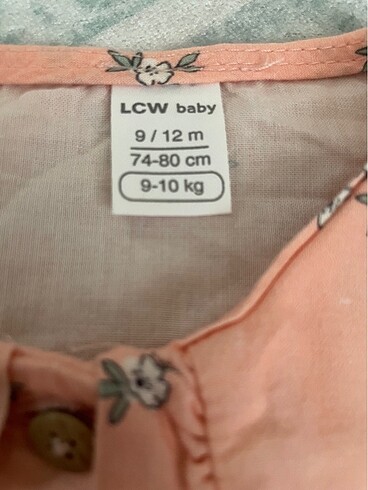 LCW baby
9 / 12 m
74-80 cm
9-10 kg